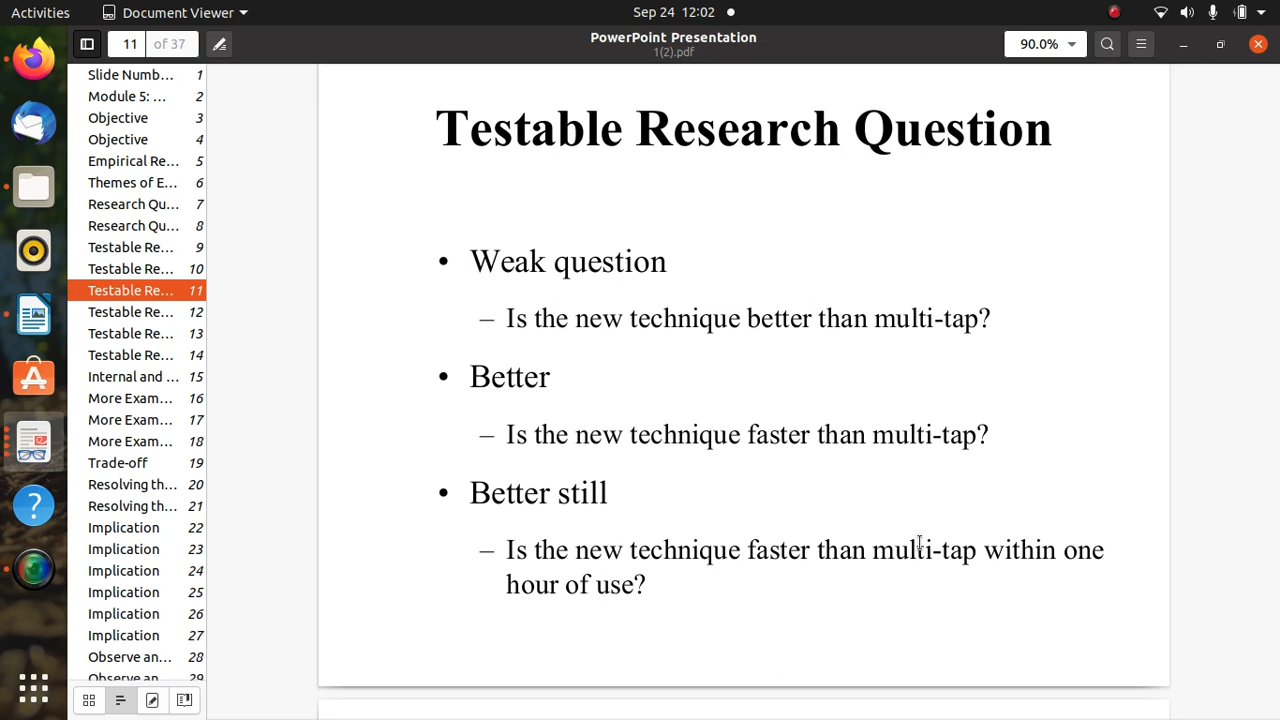 Activities
Document Viewer
Sep 24 12:02
11 of 37
PowerPoint Presentation
1(2).pdf
90.0%
Slide Numb... 1
Module 5: ... 2
Objective 3
Objective 4
Empirical Re... 5
Themes of E... 6
Research Qu... 7
Research Qu... 8
Testable Re... 9
Testable Re... 10
Testable Re... 11
Testable Re... 12
Testable Re... 13
Testable Re... 14
Internal and ... 15
More Exam... 16
More Exam... 17
More Exam... 18
Trade-off 19
Resolving th... 20
Resolving th... 21
Implication 22
Implication 23
Implication 24
Implication 25
Implication 26
Implication 27
Observe an... 28
Observe an... 29
Testable Research Question
• Weak question
– Is the new technique better than multi-tap?
• Better
– Is the new technique faster than multi-tap?
• Better still
– Is the new technique faster than multi-tap within one
hour of use?